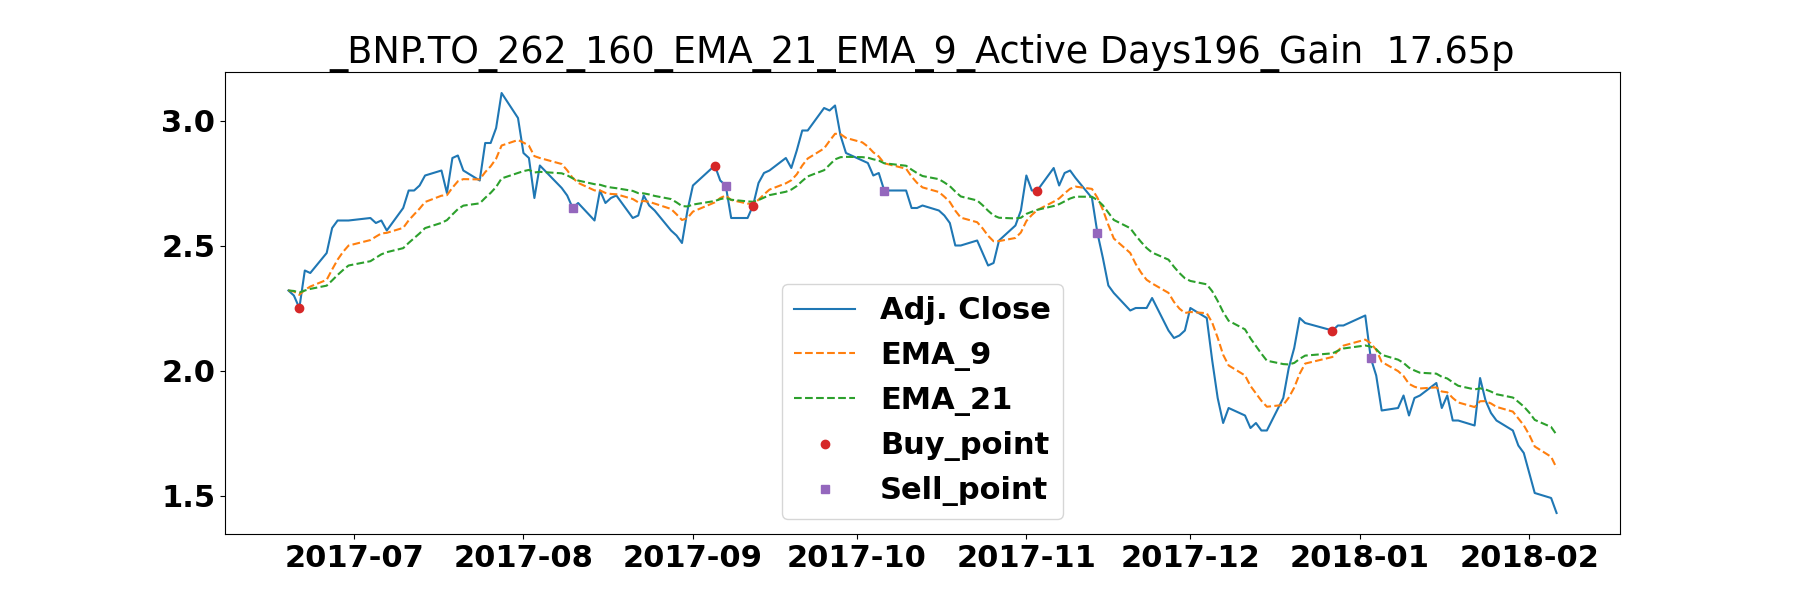 _BNP.TO_262_160_EMA_21_EMA_9_Active Days196_Gain  17.65p
3.0
2.5
2.0
1.5
Adj. Close
EMA_9
EMA_21
Buy_point
Sell_point
2017-07 2017-08 2017-09 2017-10 2017-11 2017-12 2018-01 2018-02